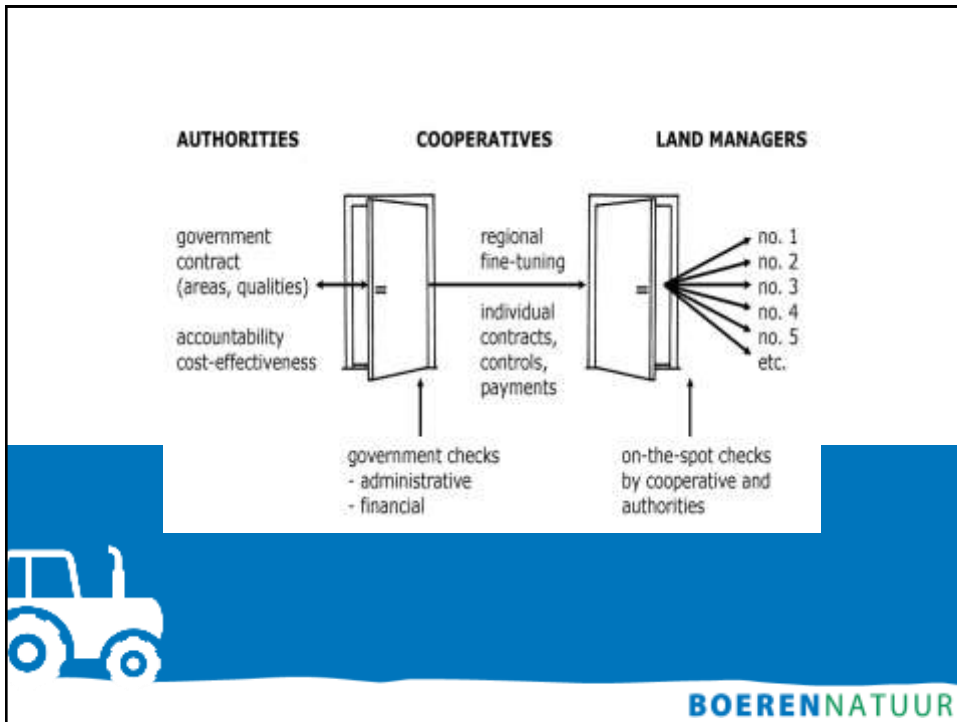 AUTHORITIES
COOPERATIVES
LAND MANAGERS
government
contract
(areas, qualities)
accountability
cost-effectiveness
regional
fine-tuning
individual
contracts,
controls,
payments
no. 1
no. 2
no. 3
no. 4
no. 5
etc.
government checks
- administrative
- financial
on-the-spot checks
by cooperative and
authorities
BOERENNATUUR